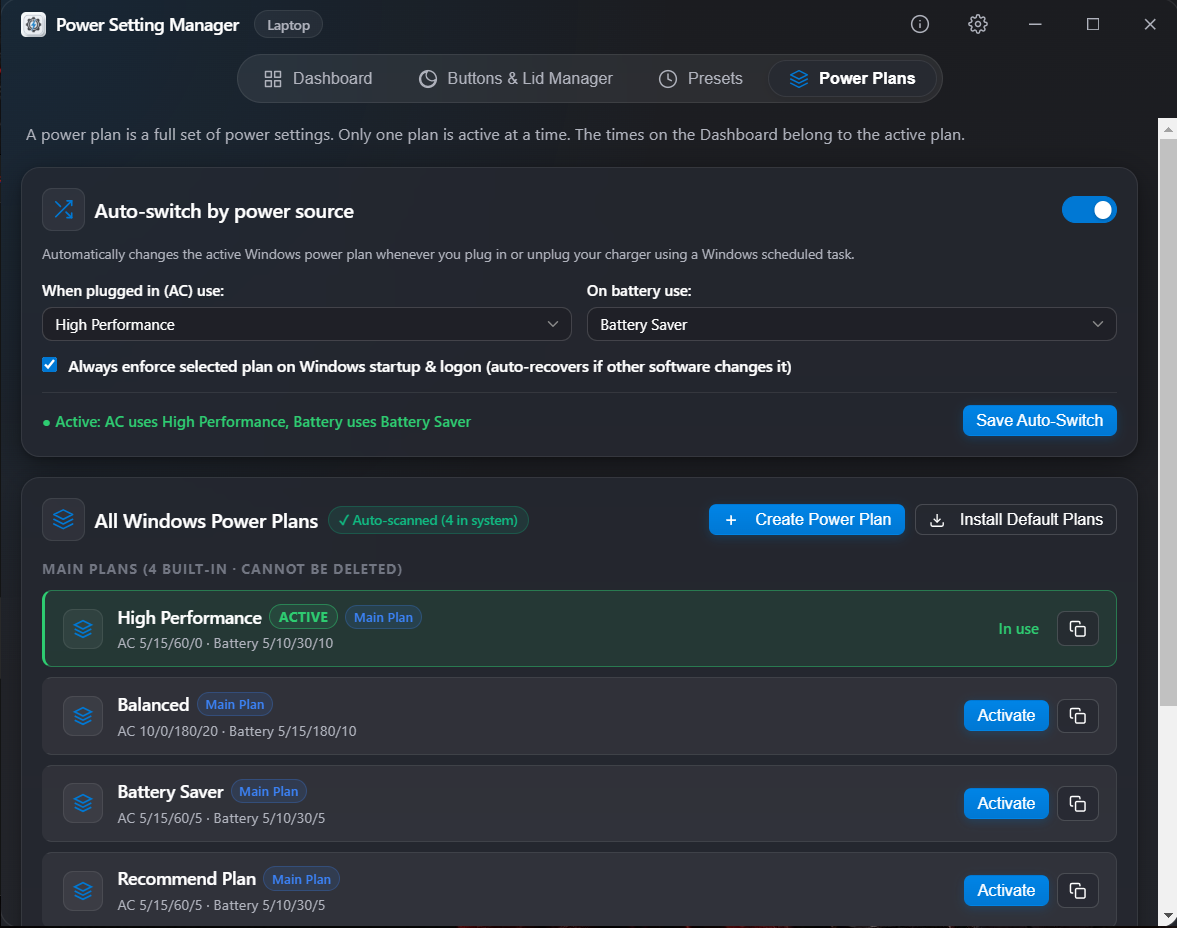 Power Setting Manager Laptop
Dashboard Buttons & Lid Manager Presets Power Plans
A power plan is a full set of power settings. Only one plan is active at a time. The times on the Dashboard belong to the active plan.
Auto-switch by power source
Automatically changes the active Windows power plan whenever you plug in or unplug your charger using a Windows scheduled task.
When plugged in (AC) use: On battery use:
High Performance Battery Saver
Always enforce selected plan on Windows startup & logon (auto-recovers if other software changes it)
● Active: AC uses High Performance, Battery uses Battery Saver Save Auto-Switch
All Windows Power Plans ✓ Auto-scanned (4 in system) + Create Power Plan Install Default Plans
MAIN PLANS (4 BUILT-IN · CANNOT BE DELETED)
High Performance ACTIVE Main Plan
AC 5/15/60/0 · Battery 5/10/30/10
In use
Balanced Main Plan
AC 10/0/180/20 · Battery 5/15/180/10
Activate
Battery Saver Main Plan
AC 5/15/60/5 · Battery 5/10/30/5
Activate
Recommend Plan Main Plan
AC 5/15/60/5 · Battery 5/10/30/5
Activate